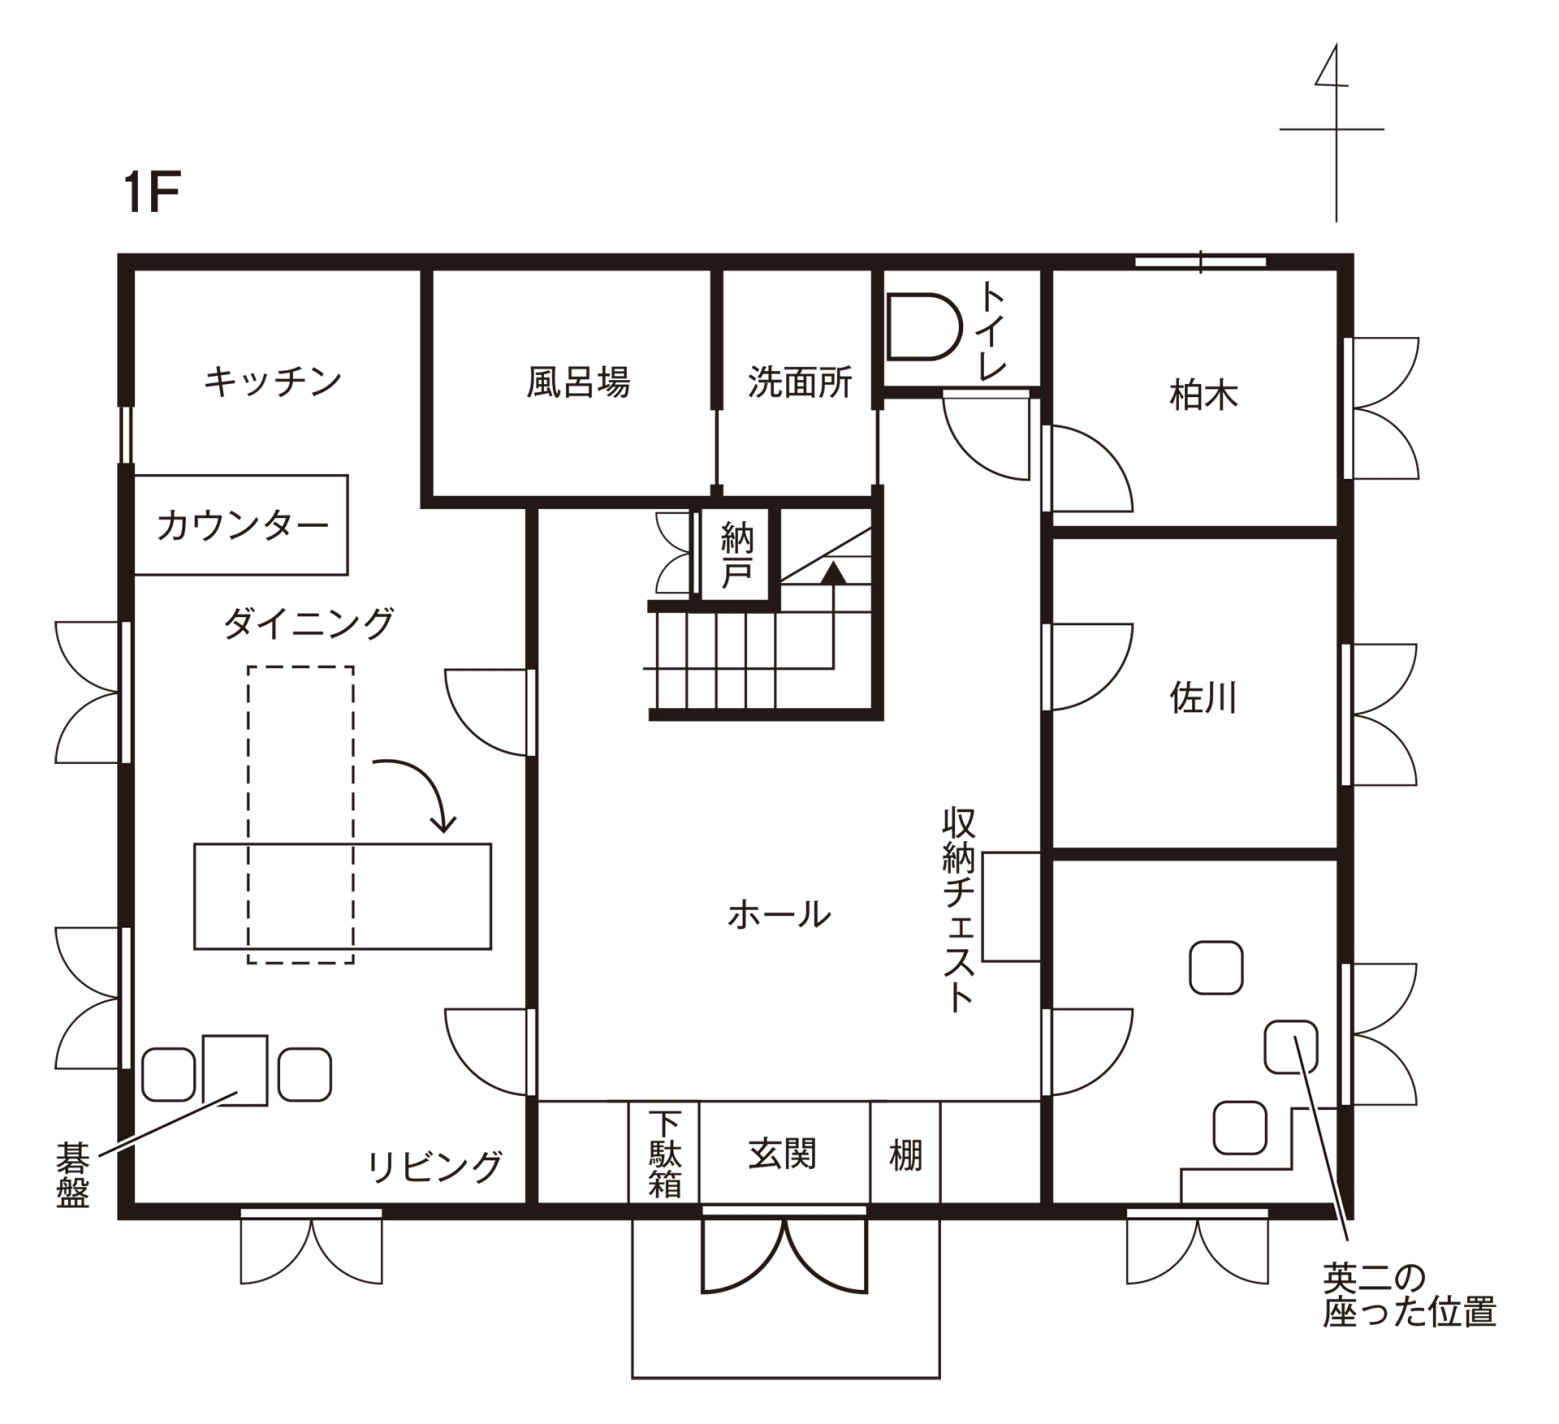 1F
キッチン
風呂場
洗面所
トイレ
柏木
カウンター
納戸
ダイニング
佐川
収納チェスト
ホール
碁盤
リビング
下駄箱
玄関
棚
英二の
座った位置